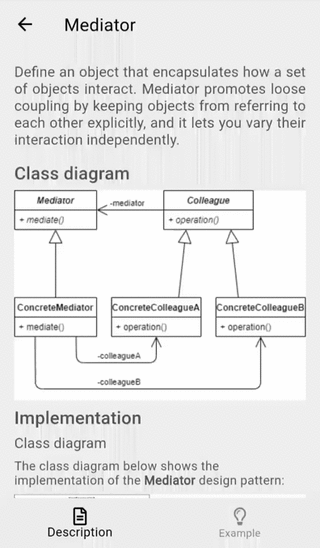 Mediator
Define an object that encapsulates how a set
of objects interact. Mediator promotes loose
coupling by keeping objects from referring to
each other explicitly, and it lets you vary their
interaction independently.
Class diagram
Mediator
+ mediate()
-mediator
Colleague
+ operation()
ConcreteMediator
+ mediate()
ConcreteColleagueA
+ operation()
ConcreteColleagueB
+ operation()
-colleagueA
-colleagueB
Implementation
Class diagram
The class diagram below shows the
implementation of the Mediator design pattern:
Description
Example